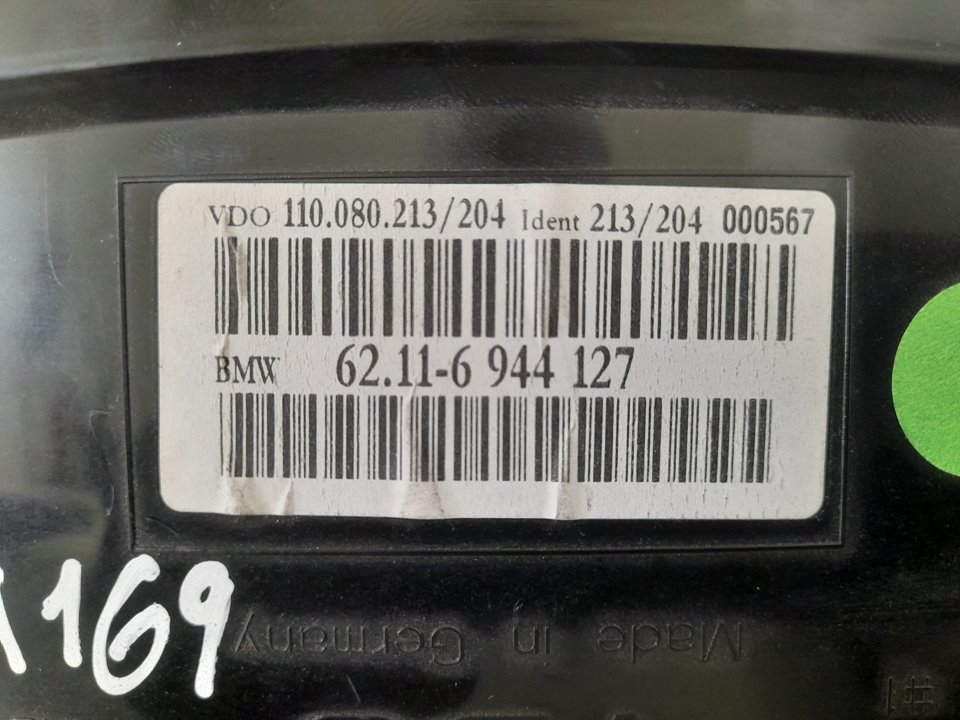 VDO 110.080.213/204 Ident 213/204 000567
BMW 62.11-6 944 127
169
Made in Germany